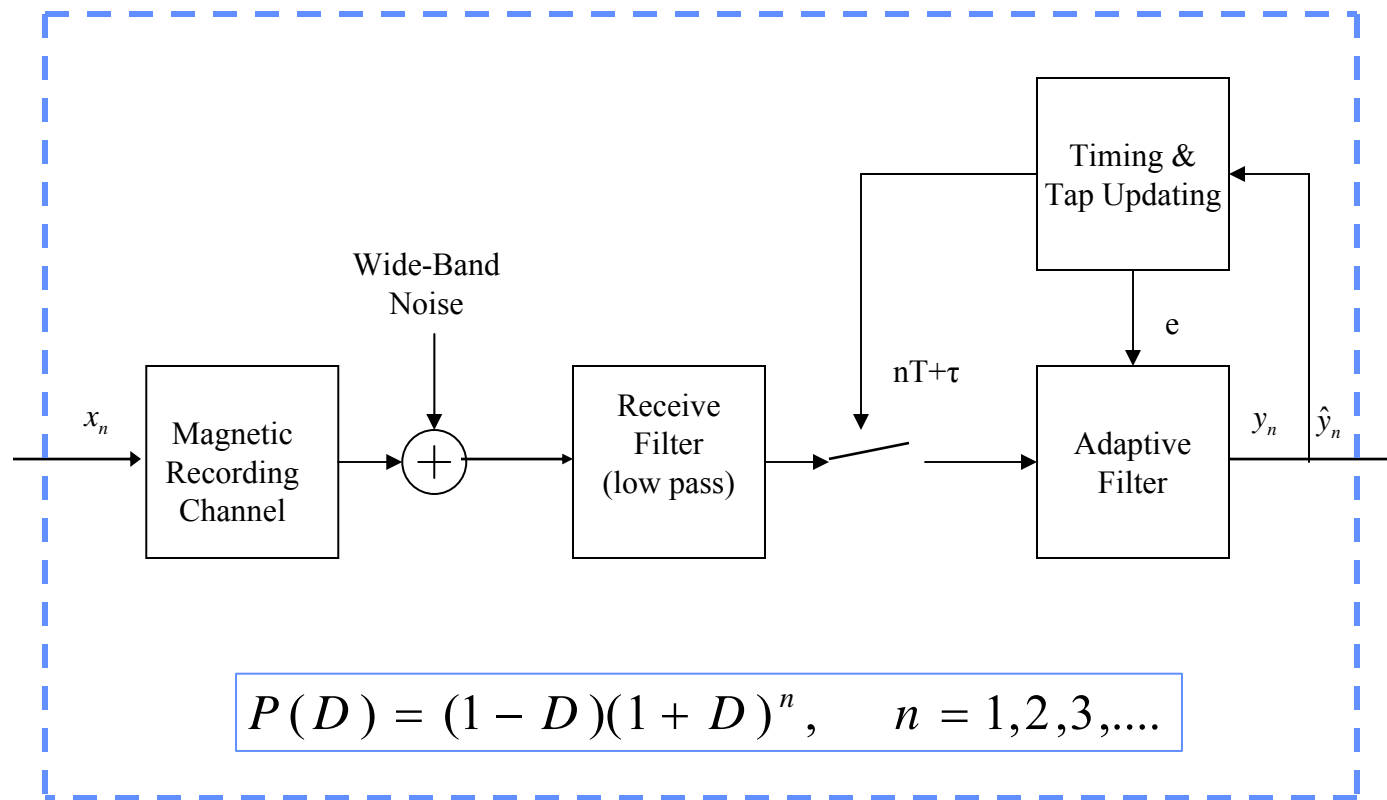 Timing &
Tap Updating
Wide-Band
Noise
e
nT+τ
x_n
Magnetic
Recording
Channel
+
Receive
Filter
(low pass)
Adaptive
Filter
y_n
ŷ_n
P(D) = (1 − D)(1 + D)^n, n = 1,2,3,....